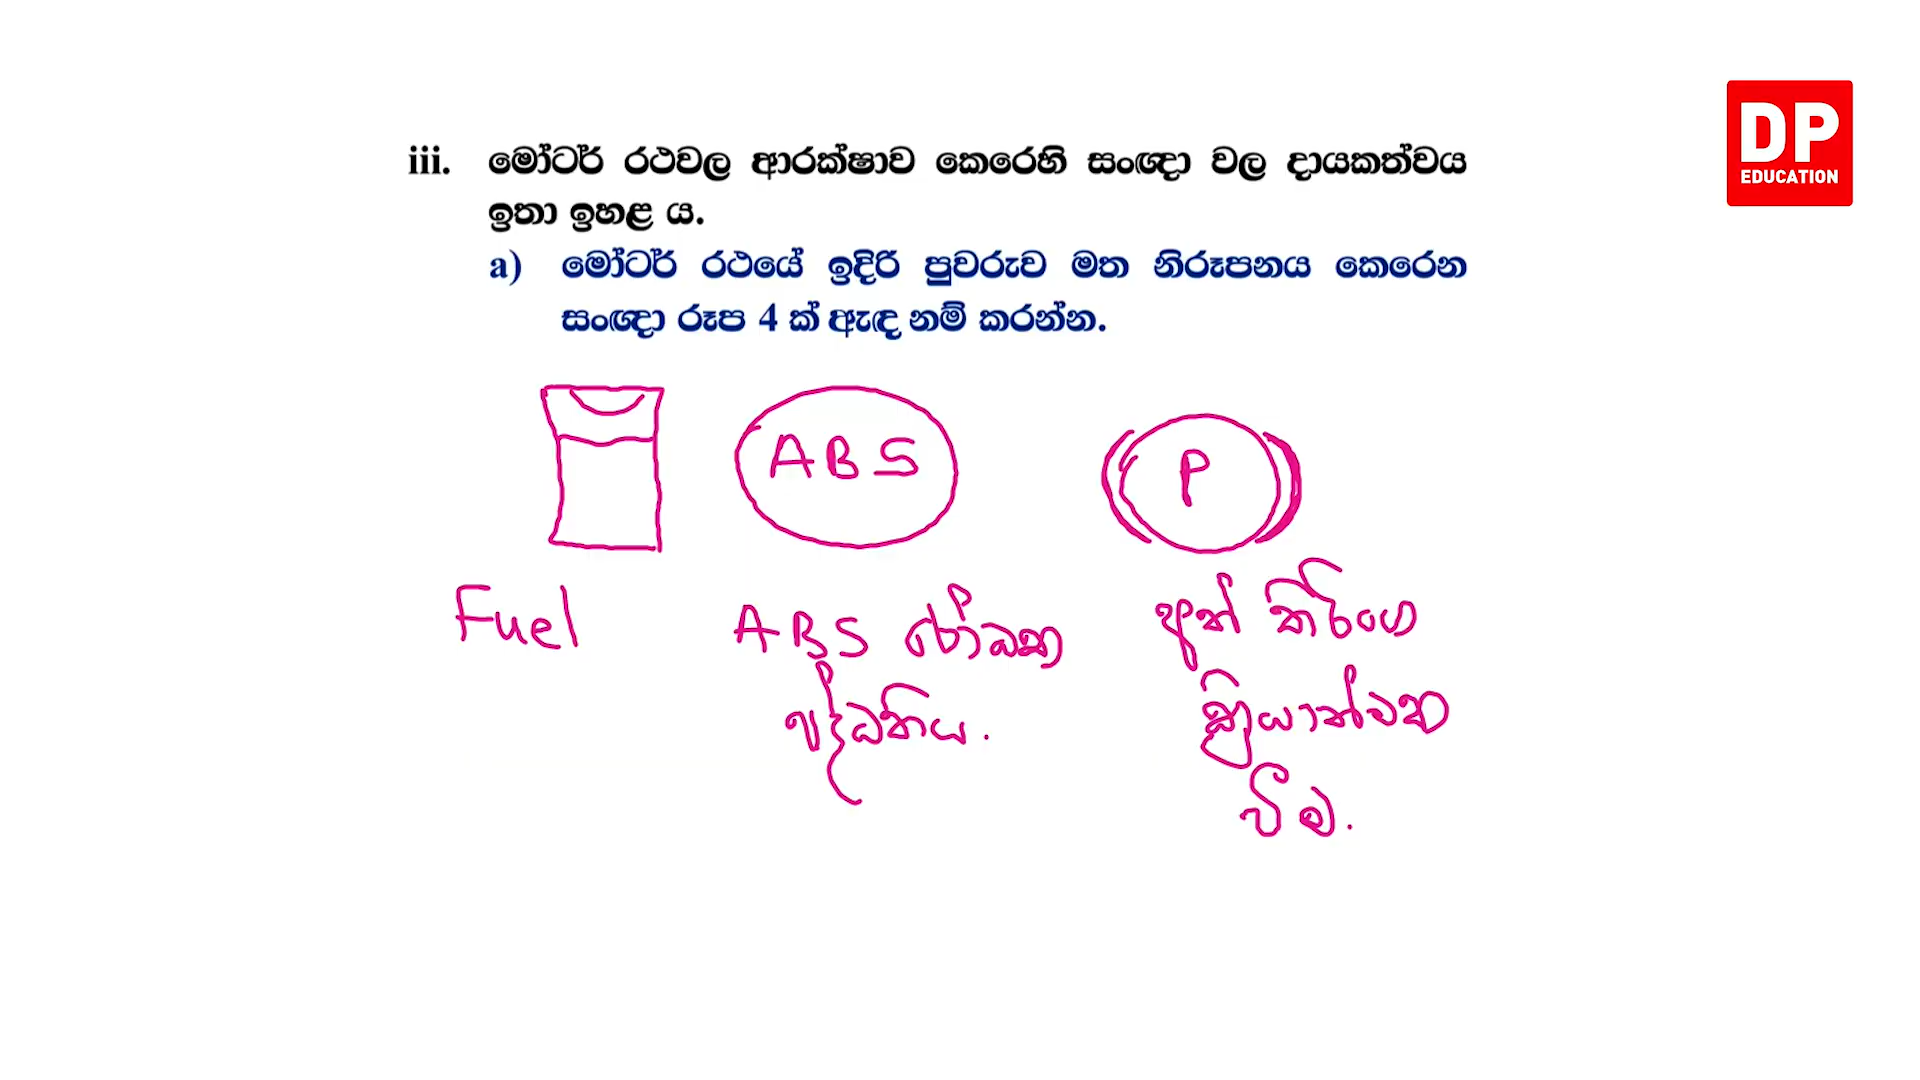 DP
EDUCATION
iii. මෝටර් රථවල ආරක්ෂාව කෙරෙහි සංඥා වල දායකත්වය
ඉතා ඉහළ ය.
a) මෝටර් රථයේ ඉදිරි පුවරුව මත නිරූපනය කෙරෙන
සංඥා රූප 4 ක් ඇඳ නම් කරන්න.
ABS
P
Fuel
ABS රෝධක
පද්ධතිය.
අත් තිරිංග
ක්‍රියාත්මක
වීම.